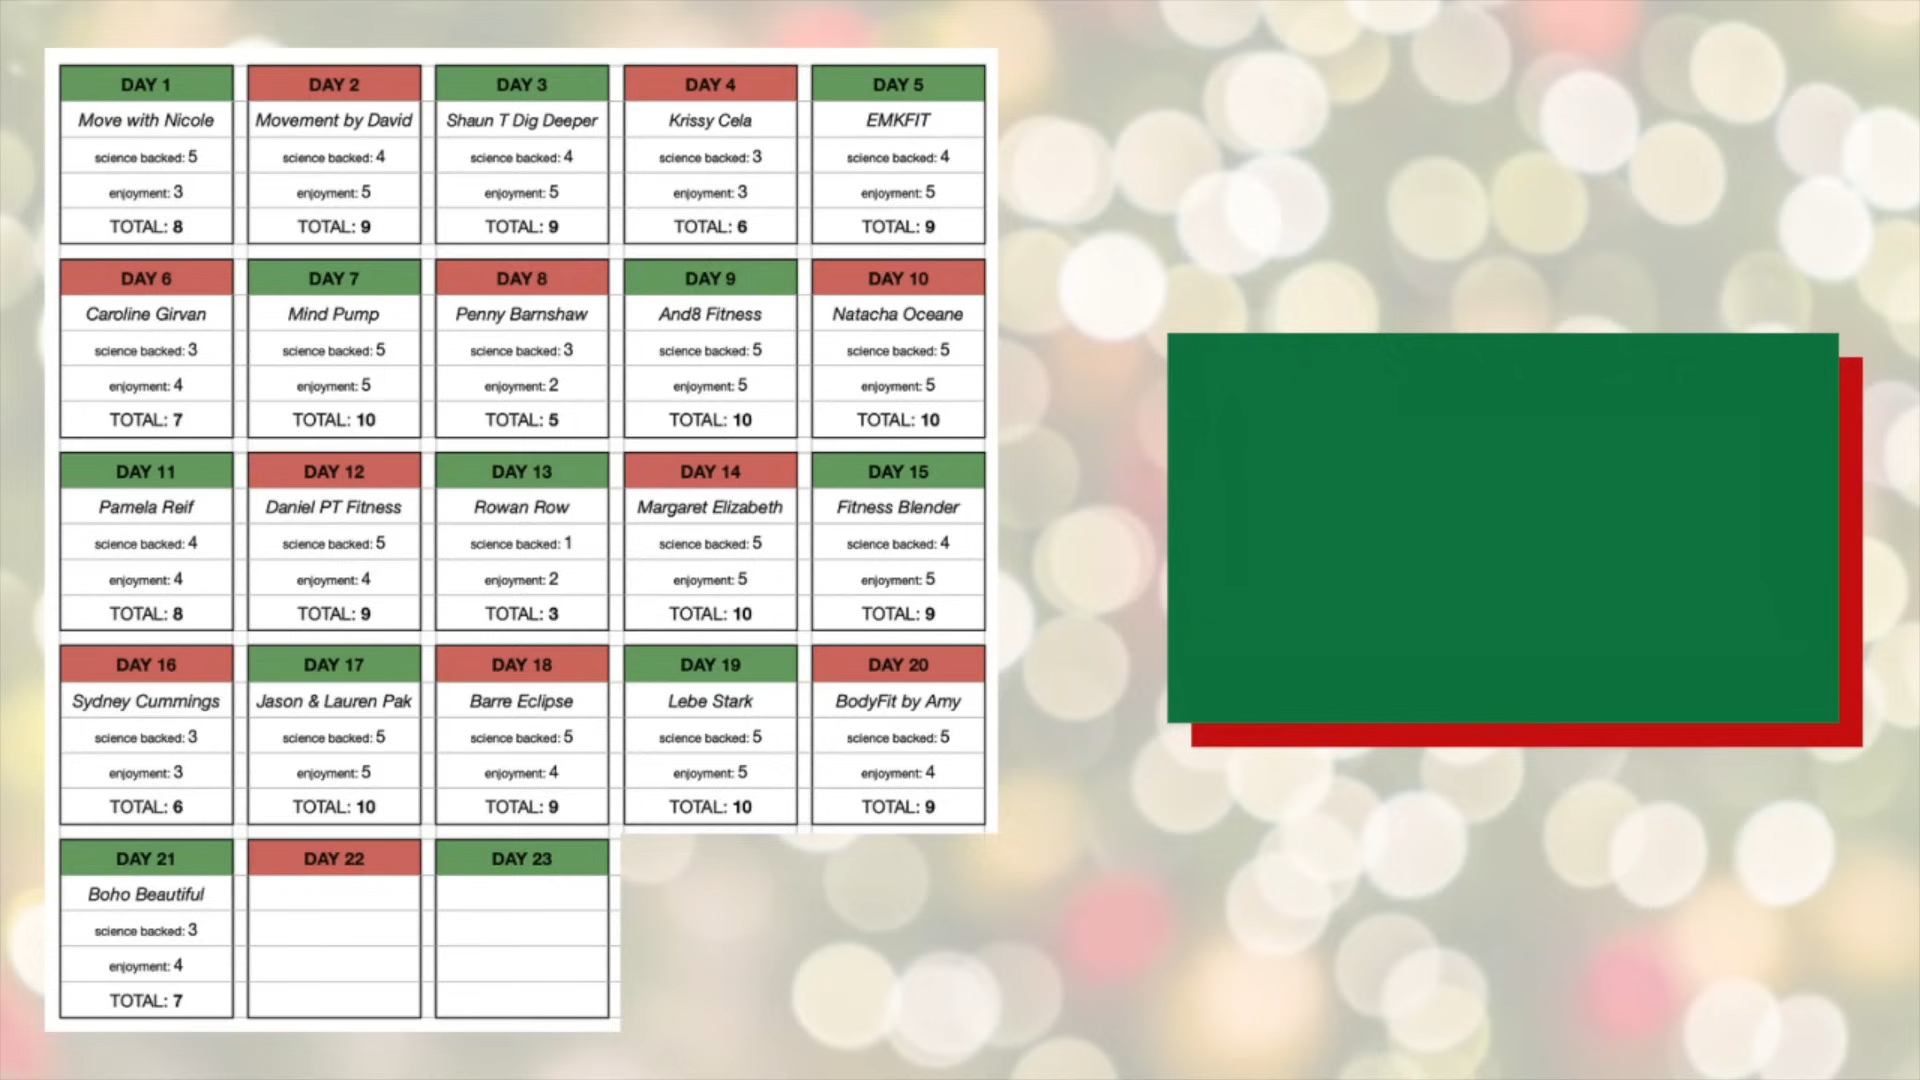 DAY 1
Move with Nicole
science backed: 5
enjoyment: 3
TOTAL: 8
DAY 2
Movement by David
science backed: 4
enjoyment: 5
TOTAL: 9
DAY 3
Shaun T Dig Deeper
science backed: 4
enjoyment: 5
TOTAL: 9
DAY 4
Krissy Cela
science backed: 3
enjoyment: 3
TOTAL: 6
DAY 5
EMKFIT
science backed: 4
enjoyment: 5
TOTAL: 9
DAY 6
Caroline Girvan
science backed: 3
enjoyment: 4
TOTAL: 7
DAY 7
Mind Pump
science backed: 5
enjoyment: 5
TOTAL: 10
DAY 8
Penny Barnshaw
science backed: 3
enjoyment: 2
TOTAL: 5
DAY 9
And8 Fitness
science backed: 5
enjoyment: 5
TOTAL: 10
DAY 10
Natacha Oceane
science backed: 5
enjoyment: 5
TOTAL: 10
DAY 11
Pamela Reif
science backed: 4
enjoyment: 4
TOTAL: 8
DAY 12
Daniel PT Fitness
science backed: 5
enjoyment: 4
TOTAL: 9
DAY 13
Rowan Row
science backed: 1
enjoyment: 2
TOTAL: 3
DAY 14
Margaret Elizabeth
science backed: 5
enjoyment: 5
TOTAL: 10
DAY 15
Fitness Blender
science backed: 4
enjoyment: 5
TOTAL: 9
DAY 16
Sydney Cummings
science backed: 3
enjoyment: 3
TOTAL: 6
DAY 17
Jason & Lauren Pak
science backed: 5
enjoyment: 5
TOTAL: 10
DAY 18
Barre Eclipse
science backed: 5
enjoyment: 4
TOTAL: 9
DAY 19
Lebe Stark
science backed: 5
enjoyment: 5
TOTAL: 10
DAY 20
BodyFit by Amy
science backed: 5
enjoyment: 4
TOTAL: 9
DAY 21
Boho Beautiful
science backed: 3
enjoyment: 4
TOTAL: 7
DAY 22
DAY 23